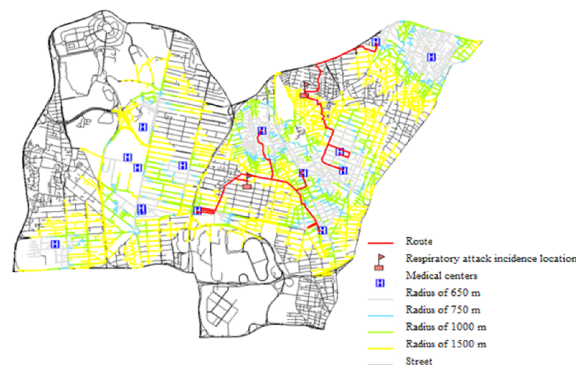 H
H
H
H
H
H
H
H
H
H
H
H
H
H
Route
Respiratory attack incidence location
Medical centers
H
Radius of 650 m
Radius of 750 m
Radius of 1000 m
Radius of 1500 m
Street